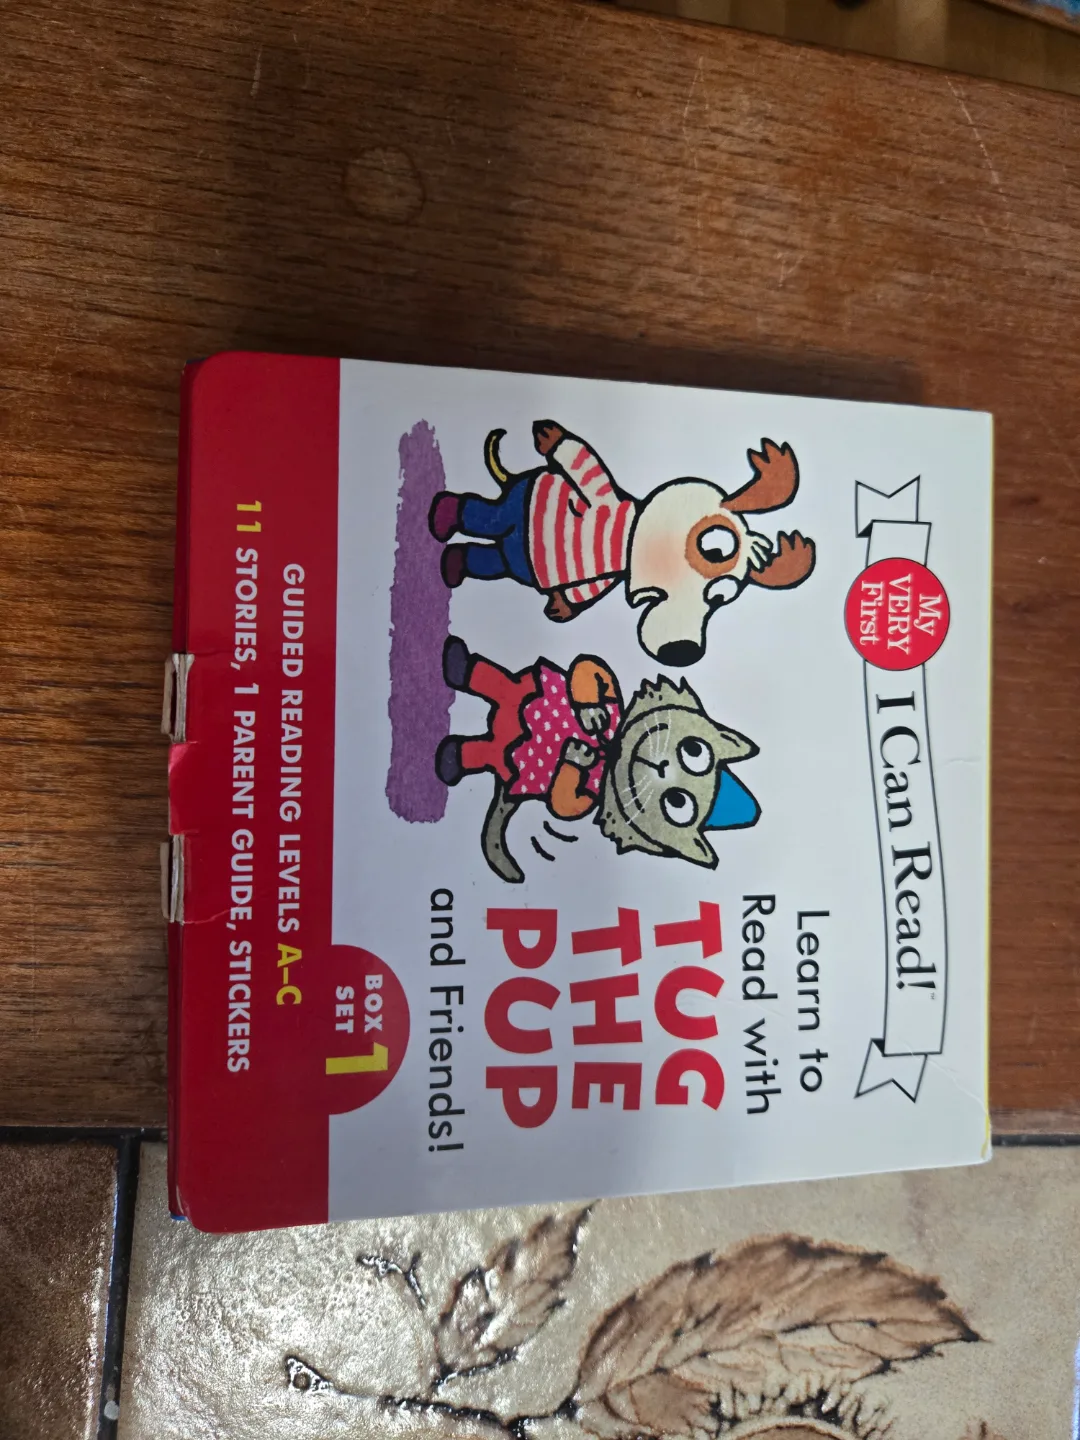 My
VERY
First
I Can Read!™
Learn to
Read with
TUG
THE
PUP
and Friends!
BOX
SET
1
GUIDED READING LEVELS A–C
11 STORIES, 1 PARENT GUIDE, STICKERS